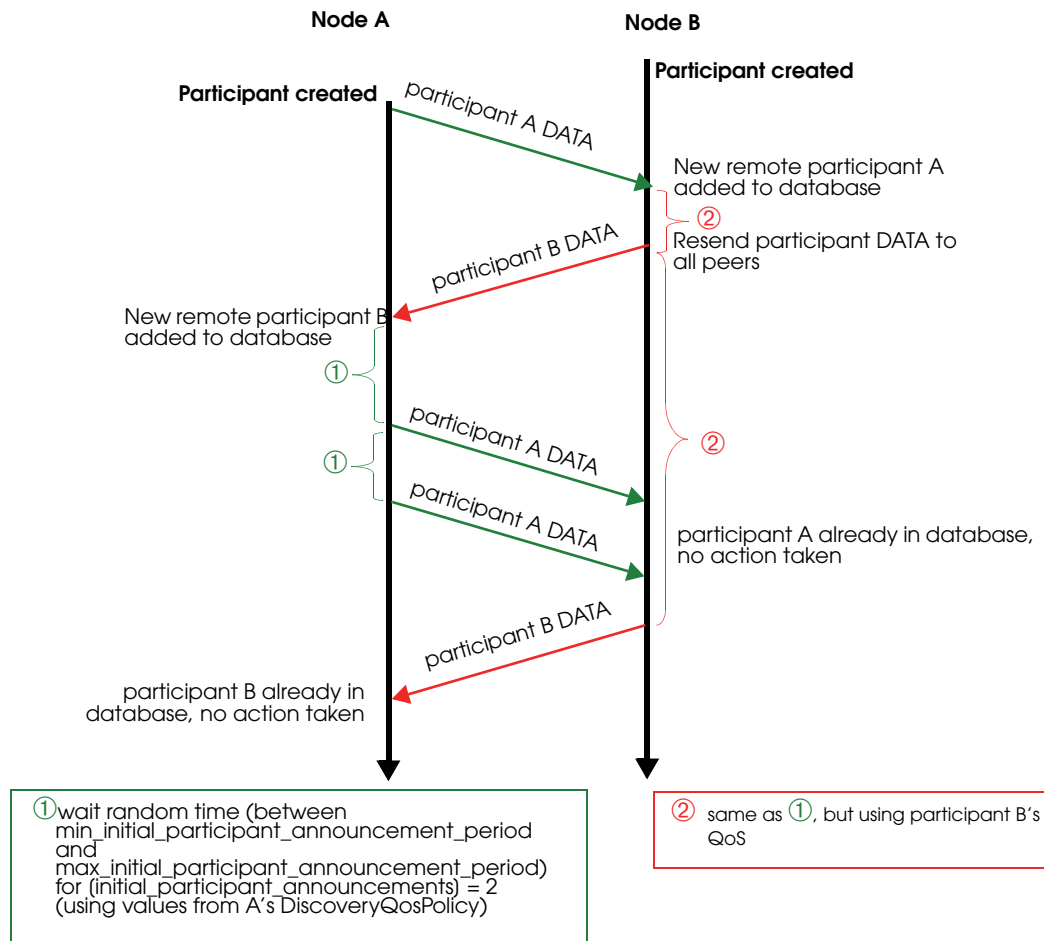 Node A
Node B
Participant created
Participant created
participant A DATA
New remote participant A
added to database
②
Resend participant DATA to
all peers
participant B DATA
New remote participant B
added to database
①
participant A DATA
②
①
participant A DATA
participant A already in database,
no action taken
participant B DATA
participant B already in
database, no action taken
①wait random time (between
min_initial_participant_announcement_period
and
max_initial_participant_announcement_period)
for [initial_participant_announcements] = 2
(using values from A's DiscoveryQosPolicy)
② same as ①, but using participant B's
QoS